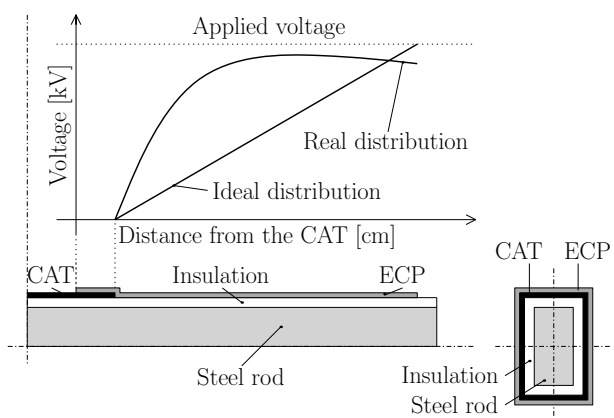 Applied voltage
Voltage [kV]
Real distribution
Ideal distribution
Distance from the CAT [cm]
CAT
Insulation
ECP
Steel rod
CAT
ECP
Insulation
Steel rod